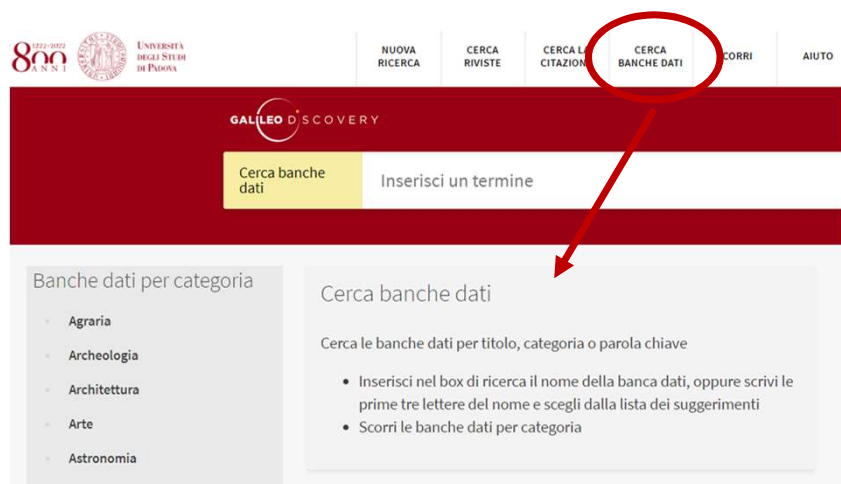 1222·2022
800
ANNI
UNIVERSITÀ
DEGLI STUDI
DI PADOVA
NUOVA
RICERCA
CERCA
RIVISTE
CERCA LA
CITAZION
CERCA
BANCHE DATI
CORRI
AIUTO
GALILEO DISCOVERY
Cerca banche
dati
Inserisci un termine
Banche dati per categoria
Agraria
Archeologia
Architettura
Arte
Astronomia
Cerca banche dati
Cerca le banche dati per titolo, categoria o parola chiave
• Inserisci nel box di ricerca il nome della banca dati, oppure scrivi le
prime tre lettere del nome e scegli dalla lista dei suggerimenti
• Scorri le banche dati per categoria